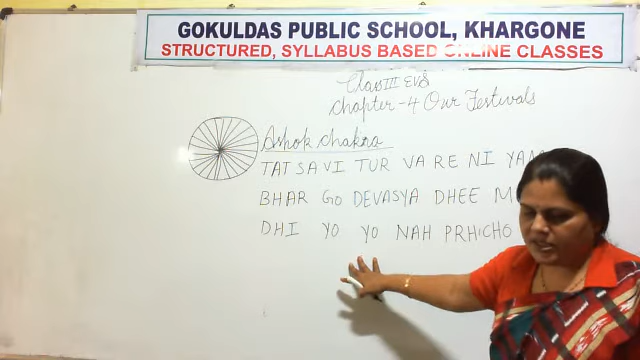 GOKULDAS PUBLIC SCHOOL, KHARGONE
STRUCTURED, SYLLABUS BASED ONLINE CLASSES
Class III EVS
Chapter-4 Our Festivals
Ashok Chakra
TAT SA VI TUR VA RE NI YAM
BHAR GO DEVASYA DHEE M
DHI YO YO NAH PRHICHO